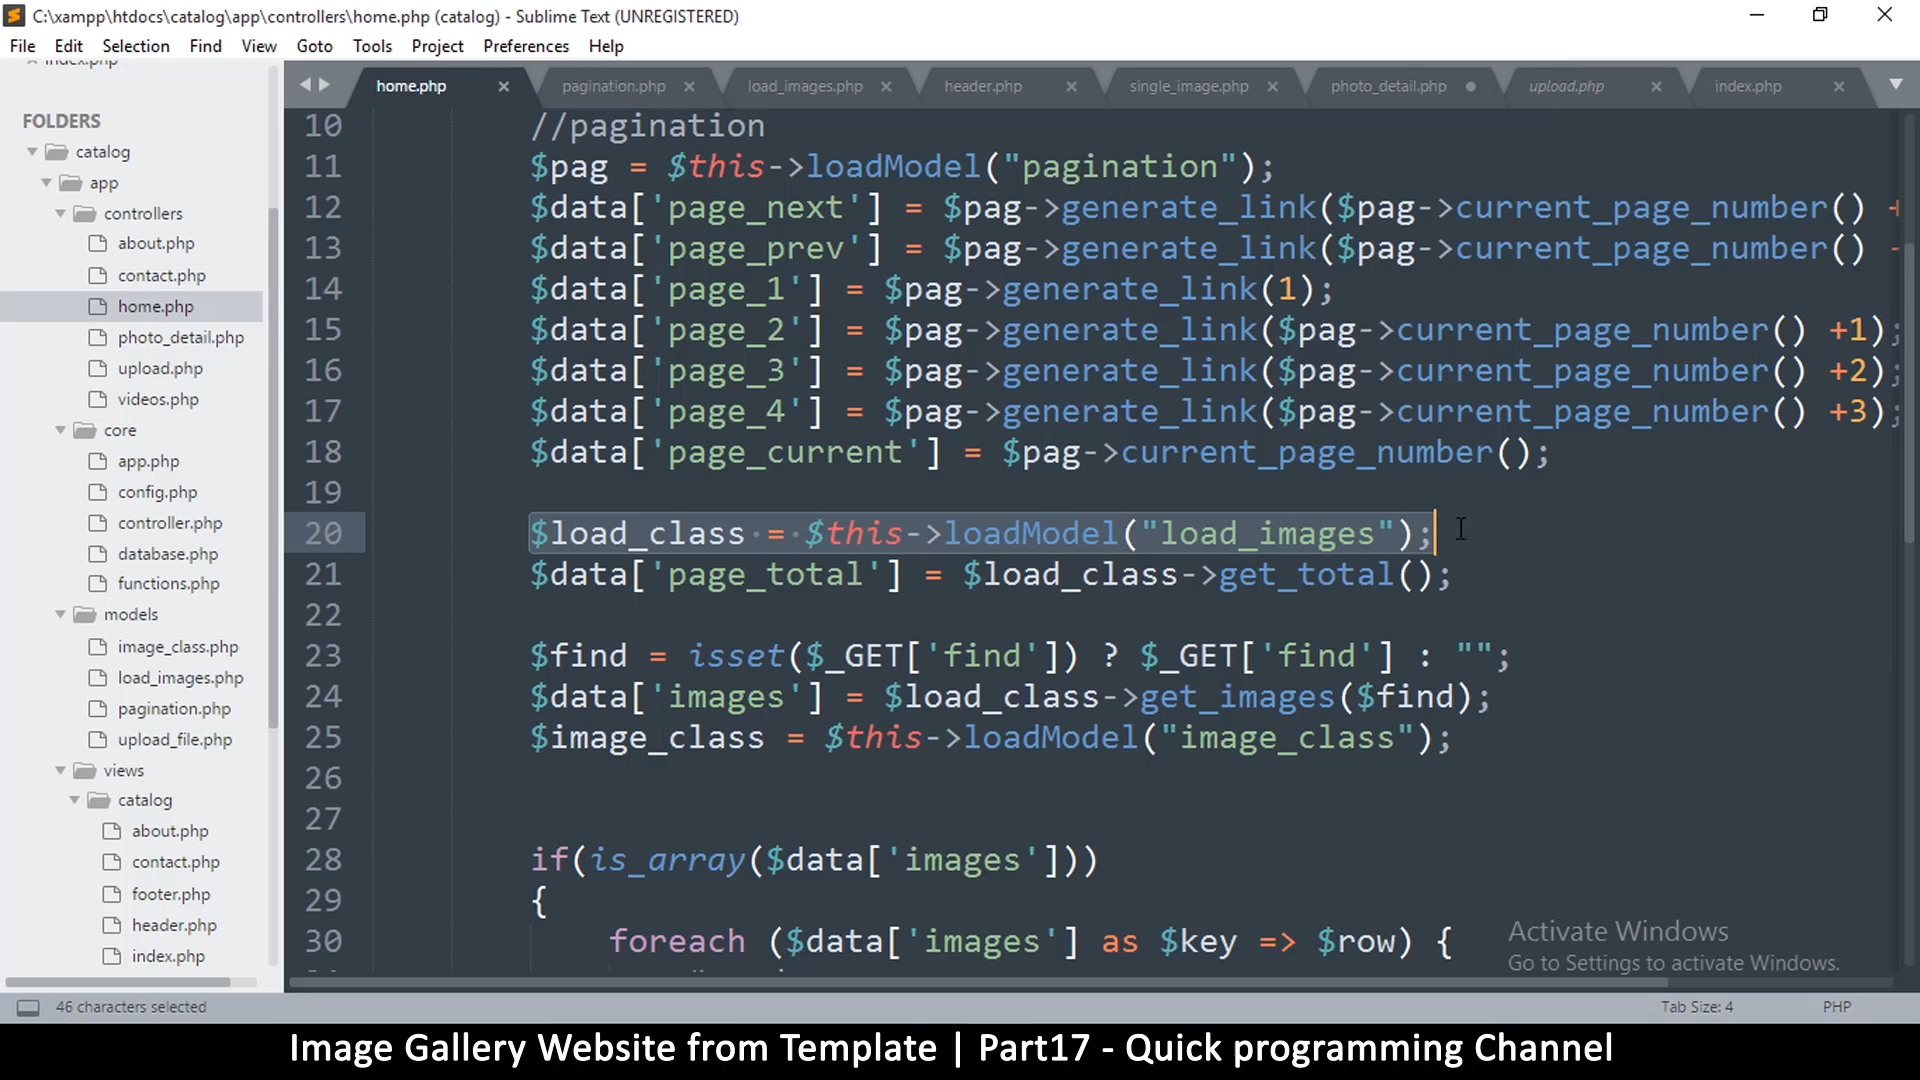 C:\xampp\htdocs\catalog\app\controllers\home.php (catalog) - Sublime Text (UNREGISTERED)
File Edit Selection Find View Goto Tools Project Preferences Help
index.php
FOLDERS
catalog
app
controllers
about.php
contact.php
home.php
photo_detail.php
upload.php
videos.php
core
app.php
config.php
controller.php
database.php
functions.php
models
image_class.php
load_images.php
pagination.php
upload_file.php
views
catalog
about.php
contact.php
footer.php
header.php
index.php
home.php pagination.php load_images.php header.php single_image.php photo_detail.php upload.php index.php
10 //pagination
11 $pag = $this->loadModel("pagination");
12 $data['page_next'] = $pag->generate_link($pag->current_page_number() +
13 $data['page_prev'] = $pag->generate_link($pag->current_page_number() -
14 $data['page_1'] = $pag->generate_link(1);
15 $data['page_2'] = $pag->generate_link($pag->current_page_number() +1);
16 $data['page_3'] = $pag->generate_link($pag->current_page_number() +2);
17 $data['page_4'] = $pag->generate_link($pag->current_page_number() +3);
18 $data['page_current'] = $pag->current_page_number();
19
20 $load_class = $this->loadModel("load_images");
21 $data['page_total'] = $load_class->get_total();
22
23 $find = isset($_GET['find']) ? $_GET['find'] : "";
24 $data['images'] = $load_class->get_images($find);
25 $image_class = $this->loadModel("image_class");
26
27
28 if(is_array($data['images']))
29 {
30 foreach ($data['images'] as $key => $row) {
Activate Windows
Go to Settings to activate Windows.
46 characters selected Tab Size: 4 PHP
Image Gallery Website from Template | Part17 - Quick programming Channel